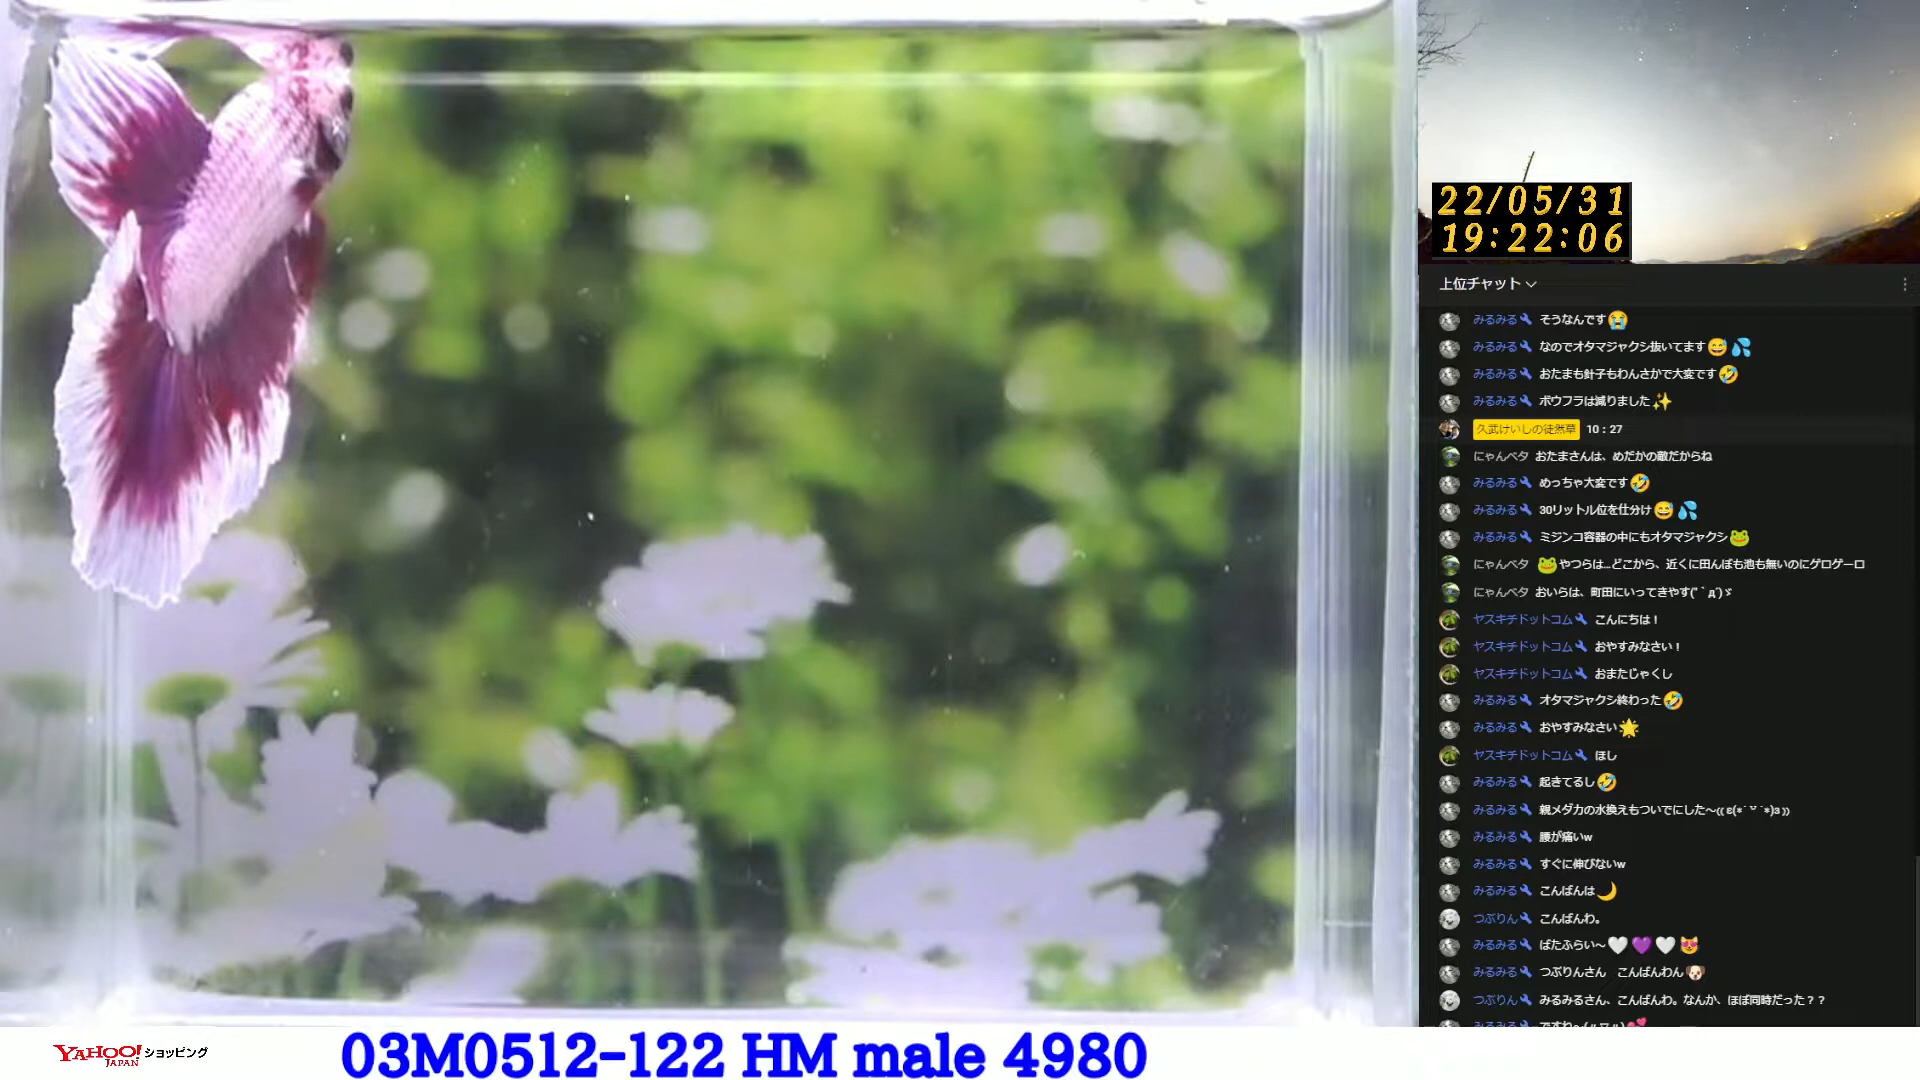 22/05/31
19:22:06
上位チャット
みるみる そうなんです😭
みるみる なのでオタマジャクシ抜いてます😅💦
みるみる おたまも針子もわんさかで大変です🤣
みるみる ボウフラは減りました✨
久武けいしの徒然草 10：27
にゃんベタ おたまさんは、めだかの敵だからね
みるみる めっちゃ大変です🤣
みるみる 30リットル位を仕分け😅💦
みるみる ミジンコ容器の中にもオタマジャクシ🐸
にゃんベタ 🐸やつらは...どこから、近くに田んぼも池も無いのにゲロゲーロ
にゃんベタ おいらは、町田にいってきやす(*｀д´)ゞ
ヤスキチドットコム こんにちは！
ヤスキチドットコム おやすみなさい！
ヤスキチドットコム おまたじゃくし
みるみる オタマジャクシ終わった🤣
みるみる おやすみなさい🌟
ヤスキチドットコム ほし
みるみる 起きてるし🤣
みるみる 親メダカの水換えもついでにした〜
みるみる 腰が痛いw
みるみる すぐに伸びないw
みるみる こんばんは🌙
つぶりん こんばんわ。
みるみる ばたふらい〜🤍💜🤍😻
みるみる つぶりんさん　こんばんわん🐶
つぶりん みるみるさん、こんばんわ。なんか、ほぼ同時だった？？
YAHOO! JAPAN ショッピング
03M0512-122 HM male 4980